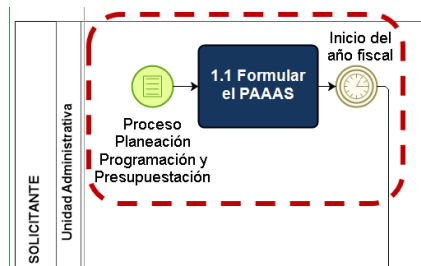 SOLICITANTE
Unidad Administrativa
Proceso
Planeación
Programación y
Presupuestación
1.1 Formular
el PAAAS
Inicio del
año fiscal